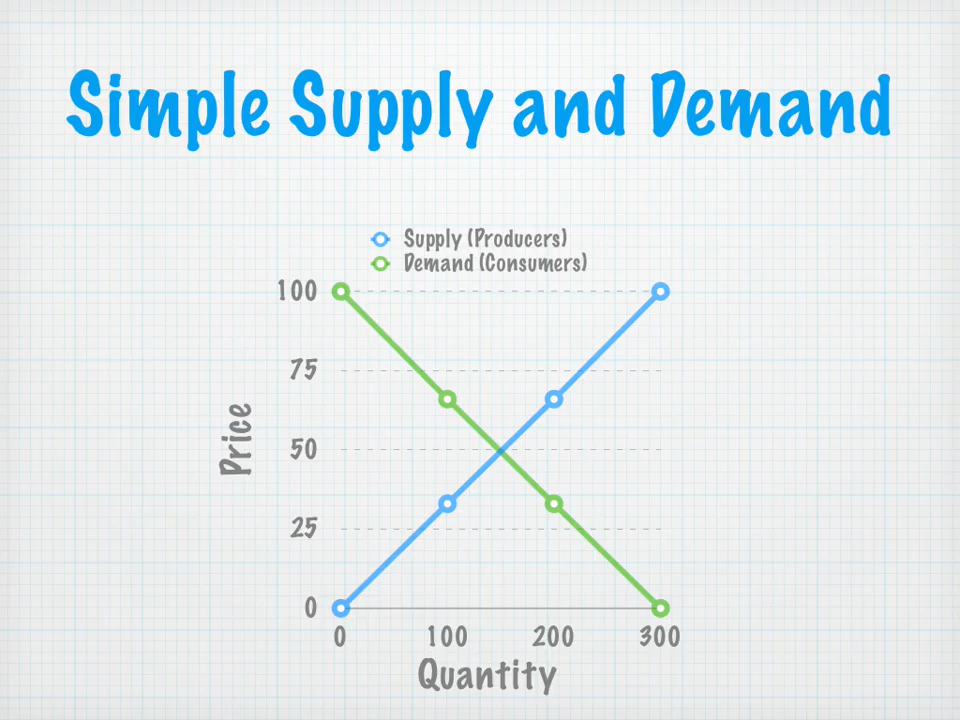 Simple Supply and Demand
Supply (Producers)
Demand (Consumers)
100
75
50
25
0
Price
0 100 200 300
Quantity